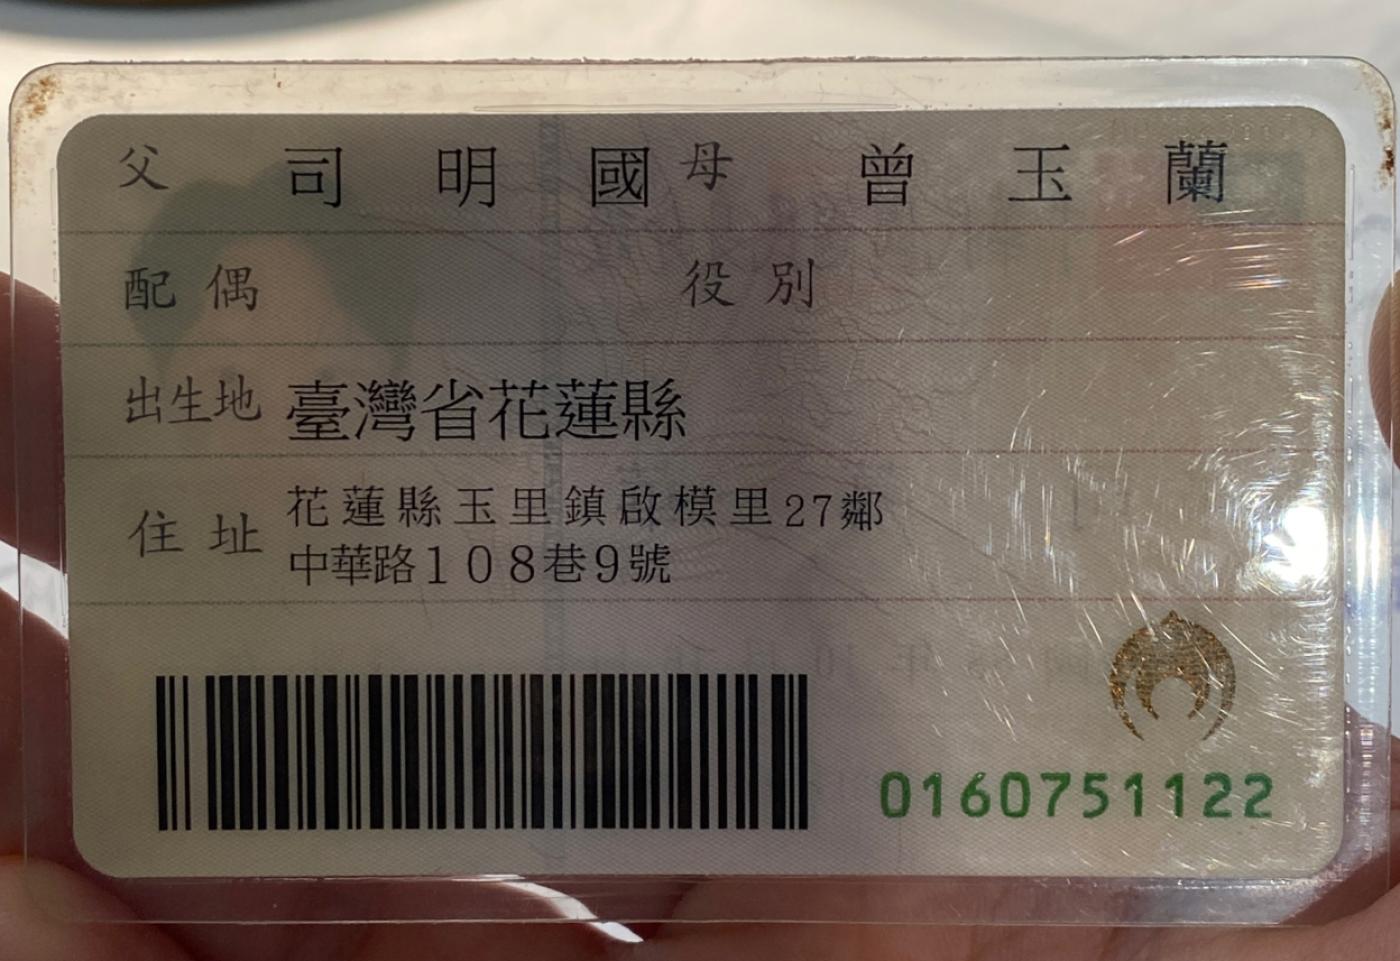 父 司明國 母 曾玉蘭
配偶 役別
出生地 臺灣省花蓮縣
住址 花蓮縣玉里鎮啟模里27鄰
中華路108巷9號
0160751122